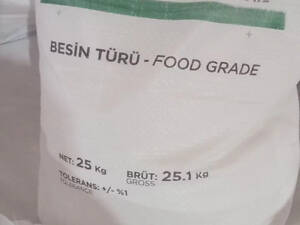 BESİN TÜRÜ - FOOD GRADE
NET: 25 Kg
TOLERANS: +/- %1
TOLERANCE
BRÜT: 25.1 Kg
GROSS